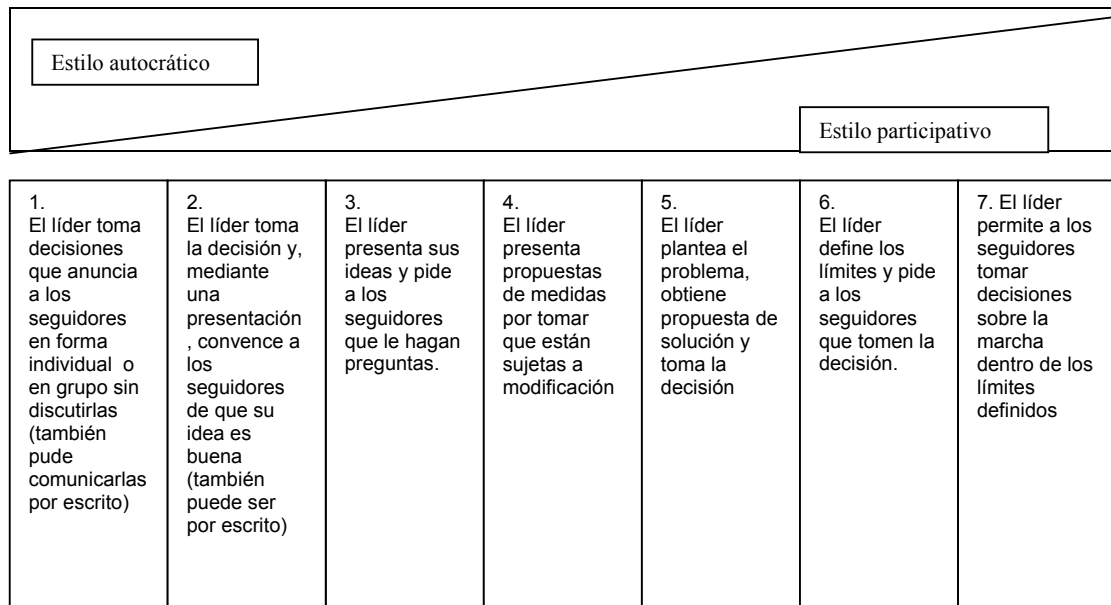 Estilo autocrático
Estilo participativo
1.
El líder toma
decisiones
que anuncia
a los
seguidores
en forma
individual o
en grupo sin
discutirlas
(también
pude
comunicarlas
por escrito)
2.
El líder toma
la decisión y,
mediante
una
presentación
, convence a
los
seguidores
de que su
idea es
buena
(también
puede ser
por escrito)
3.
El líder
presenta sus
ideas y pide
a los
seguidores
que le hagan
preguntas.
4.
El líder
presenta
propuestas
de medidas
por tomar
que están
sujetas a
modificación
5.
El líder
plantea el
problema,
obtiene
propuesta de
solución y
toma la
decisión
6.
El líder
define los
límites y pide
a los
seguidores
que tomen la
decisión.
7. El líder
permite a los
seguidores
tomar
decisiones
sobre la
marcha
dentro de los
límites
definidos